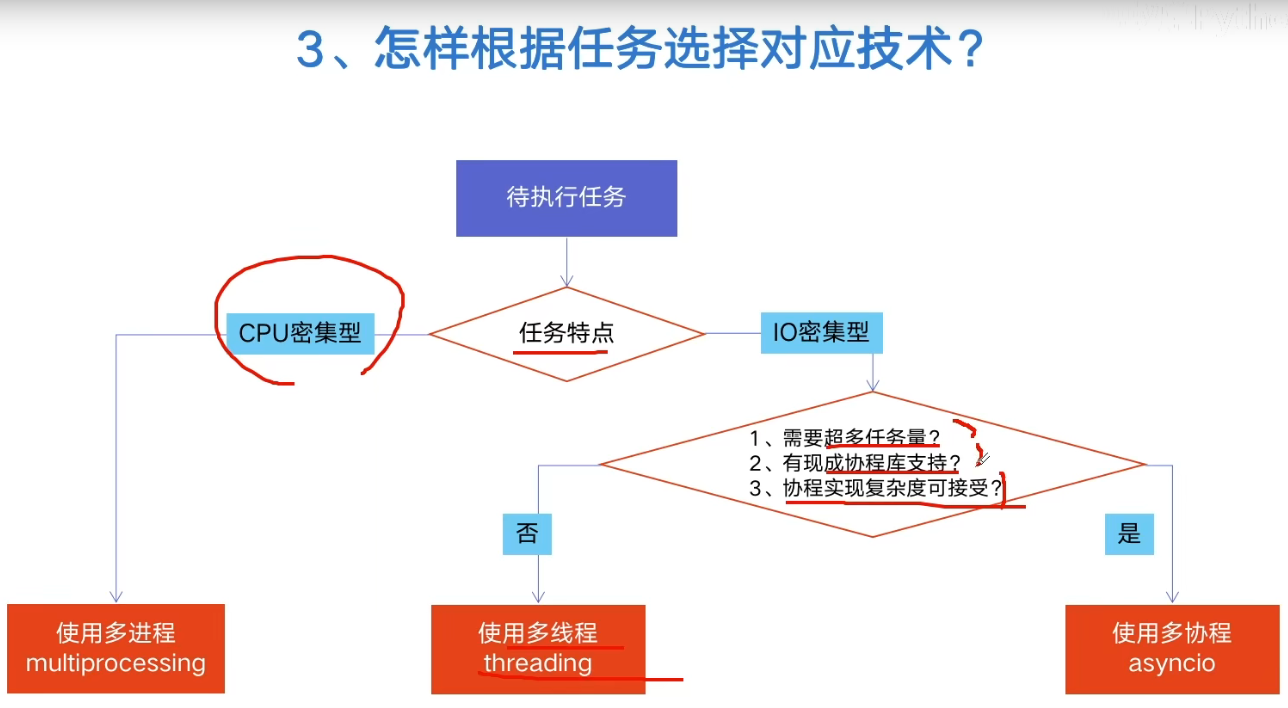 3、怎样根据任务选择对应技术？
待执行任务
CPU密集型
任务特点
IO密集型
1、需要超多任务量？
2、有现成协程库支持？
3、协程实现复杂度可接受？
否
是
使用多进程
multiprocessing
使用多线程
threading
使用多协程
asyncio